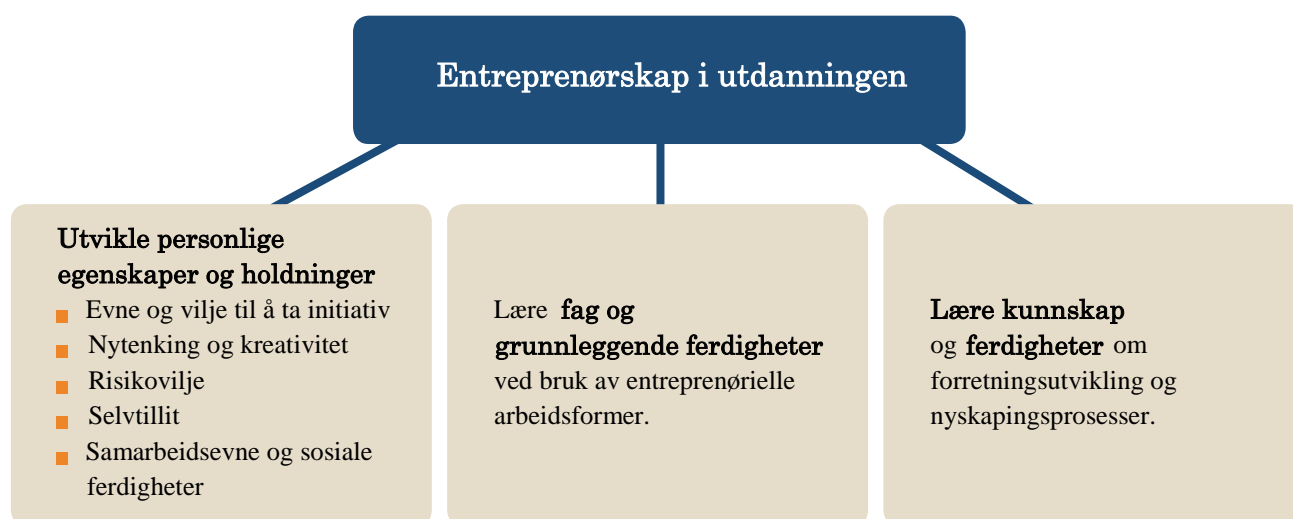 Entreprenørskap i utdanningen
Utvikle personlige
egenskaper og holdninger
Evne og vilje til å ta initiativ
Nytenking og kreativitet
Risikovilje
Selvtillit
Samarbeidsevne og sosiale
ferdigheter
Lære fag og
grunnleggende ferdigheter
ved bruk av entreprenørielle
arbeidsformer.
Lære kunnskap
og ferdigheter om
forretningsutvikling og
nyskapingsprosesser.